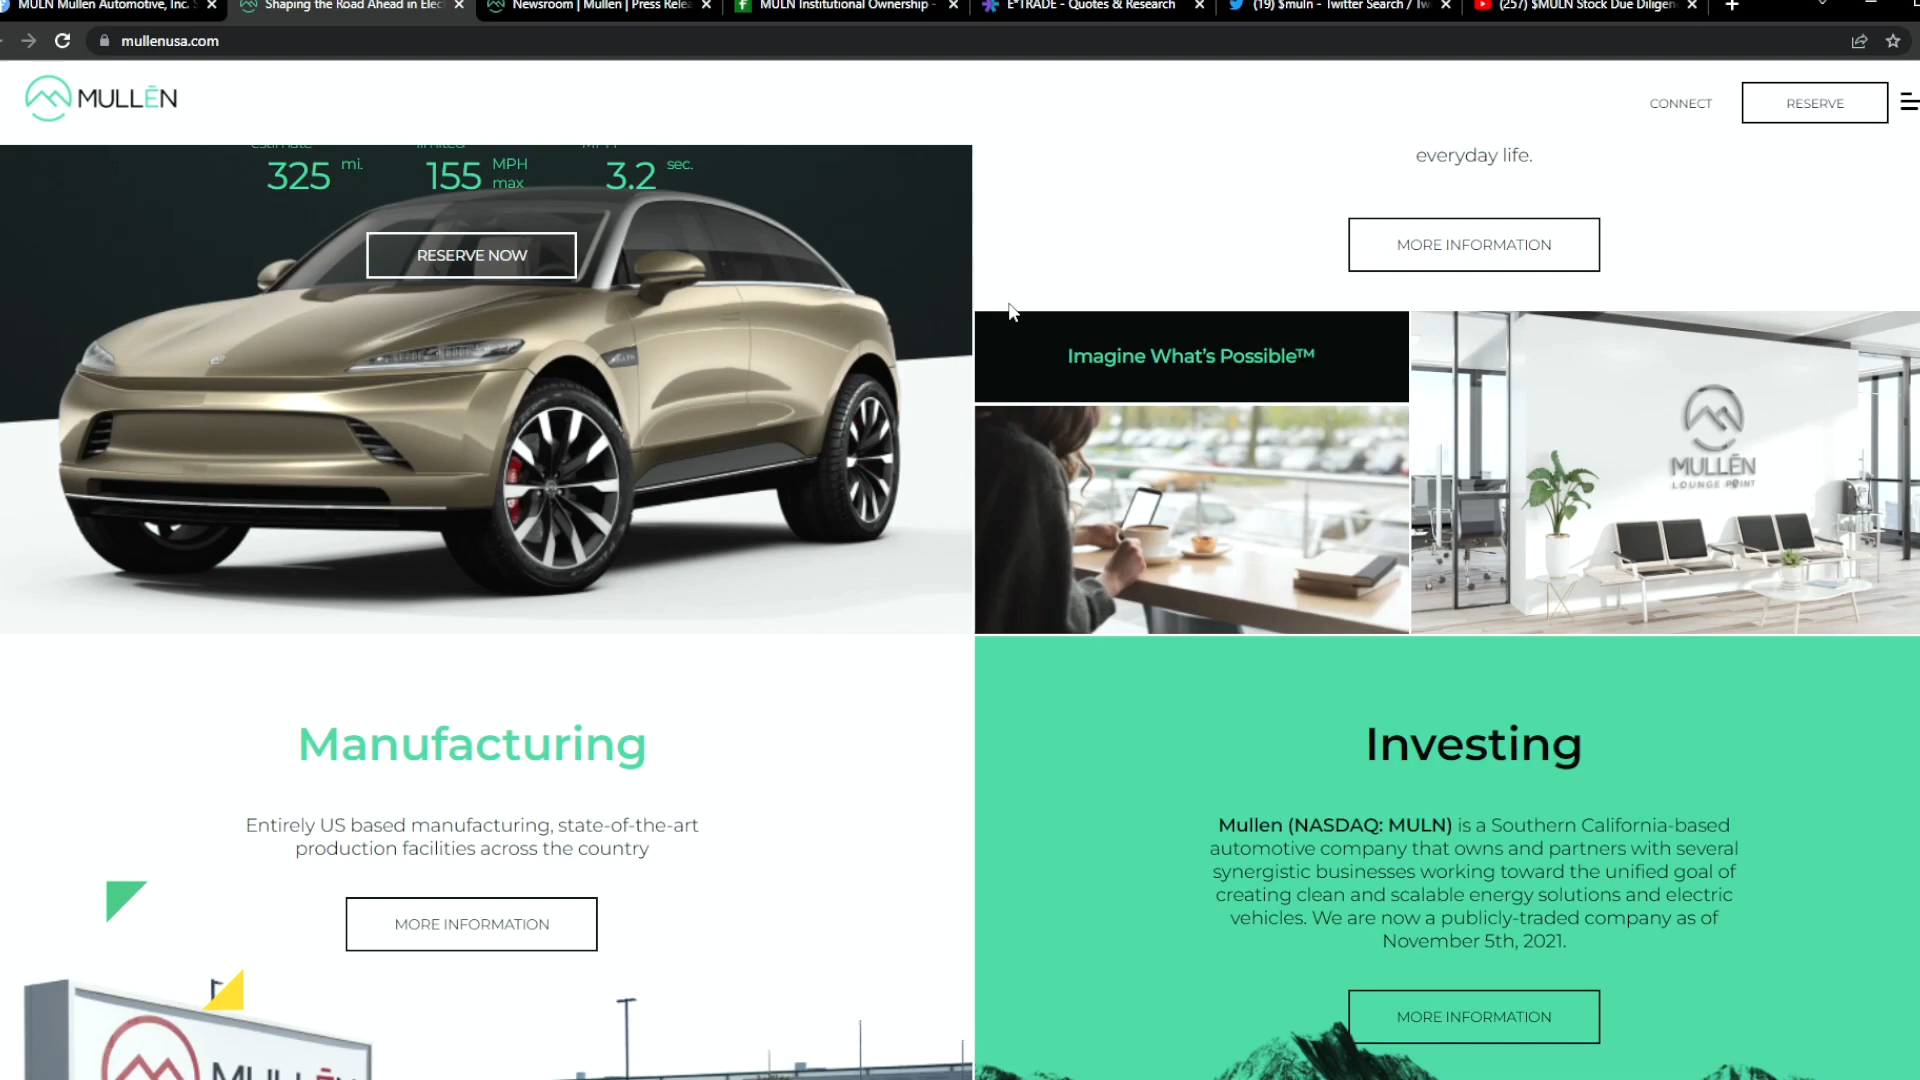 MULN Mullen Automotive, Inc.
Shaping the Road Ahead in Elec
Newsroom | Mullen | Press Rele
MULN Institutional Ownership -
E*TRADE - Quotes & Research
(19) $muln - Twitter Search / Tw
(257) $MULN Stock Due Diligen
mullenusa.com
MULLĒN
CONNECT
RESERVE
325 mi.
155 MPH max
3.2 sec.
RESERVE NOW
everyday life.
MORE INFORMATION
Imagine What's Possible™
MULLĒN
LOUNGE POINT
Manufacturing
Entirely US based manufacturing, state-of-the-art
production facilities across the country
MORE INFORMATION
Investing
Mullen (NASDAQ: MULN) is a Southern California-based
automotive company that owns and partners with several
synergistic businesses working toward the unified goal of
creating clean and scalable energy solutions and electric
vehicles. We are now a publicly-traded company as of
November 5th, 2021.
MORE INFORMATION
MULLĒN